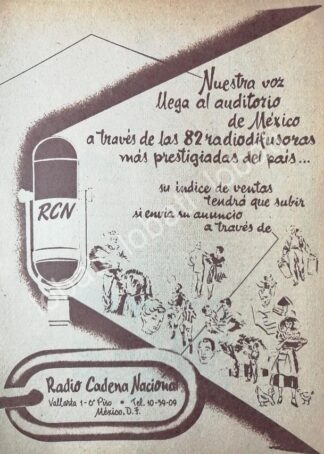 Nuestra voz
llega al auditorio
de México
a través de las 82 radiodifusoras
más prestigiadas del país...
su índice de ventas
tendrá que subir
si envía su anuncio
a través de
RCN
Radio Cadena Nacional
Vallarta 1-6° Piso • Tel. 10-39-09
México, D.F.